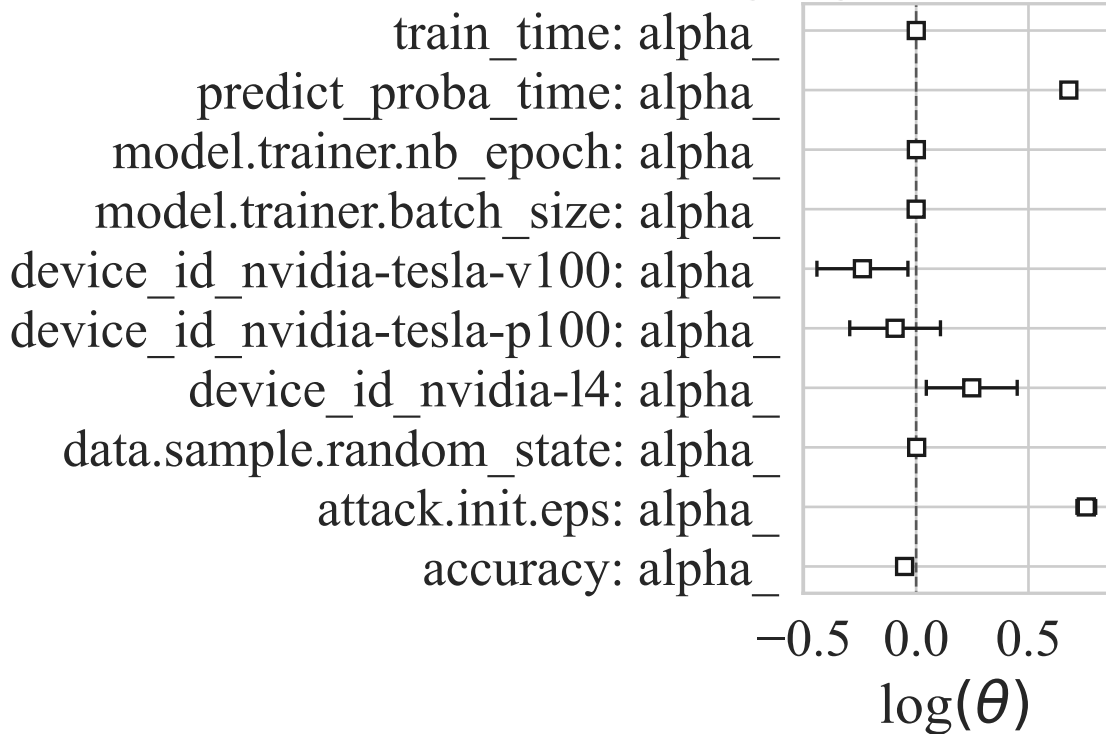 train_time: alpha_
predict_proba_time: alpha_
model.trainer.nb_epoch: alpha_
model.trainer.batch_size: alpha_
device_id_nvidia-tesla-v100: alpha_
device_id_nvidia-tesla-p100: alpha_
device_id_nvidia-l4: alpha_
data.sample.random_state: alpha_
attack.init.eps: alpha_
accuracy: alpha_
−0.5 0.0 0.5
log(θ)